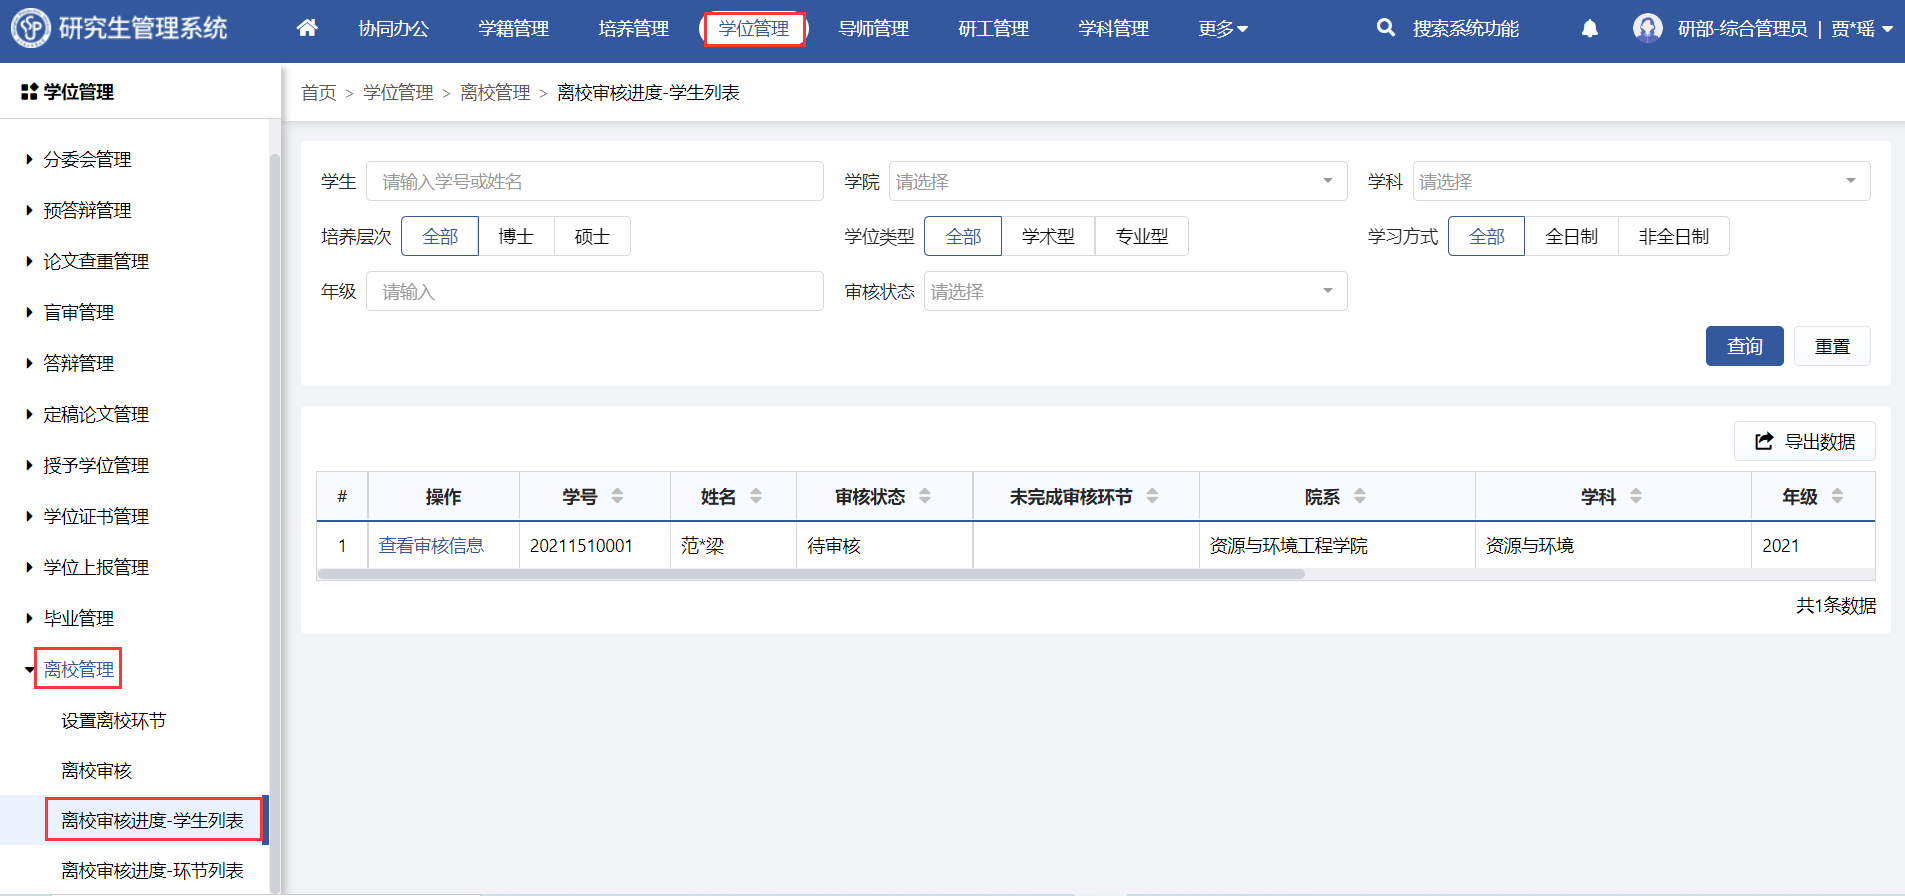 研究生管理系统
协同办公 学籍管理 培养管理 学位管理 导师管理 研工管理 学科管理 更多 搜索系统功能 研部-综合管理员 | 贾*瑶
学位管理
首页 > 学位管理 > 离校管理 > 离校审核进度-学生列表
分委会管理
预答辩管理
论文查重管理
盲审管理
答辩管理
定稿论文管理
授予学位管理
学位证书管理
学位上报管理
毕业管理
离校管理
设置离校环节
离校审核
离校审核进度-学生列表
离校审核进度-环节列表
学生 请输入学号或姓名 学院 请选择 学科 请选择
培养层次 全部 博士 硕士 学位类型 全部 学术型 专业型 学习方式 全部 全日制 非全日制
年级 请输入 审核状态 请选择
查询 重置
导出数据
# 操作 学号 姓名 审核状态 未完成审核环节 院系 学科 年级
1 查看审核信息 20211510001 范*梁 待审核 资源与环境工程学院 资源与环境 2021
共1条数据